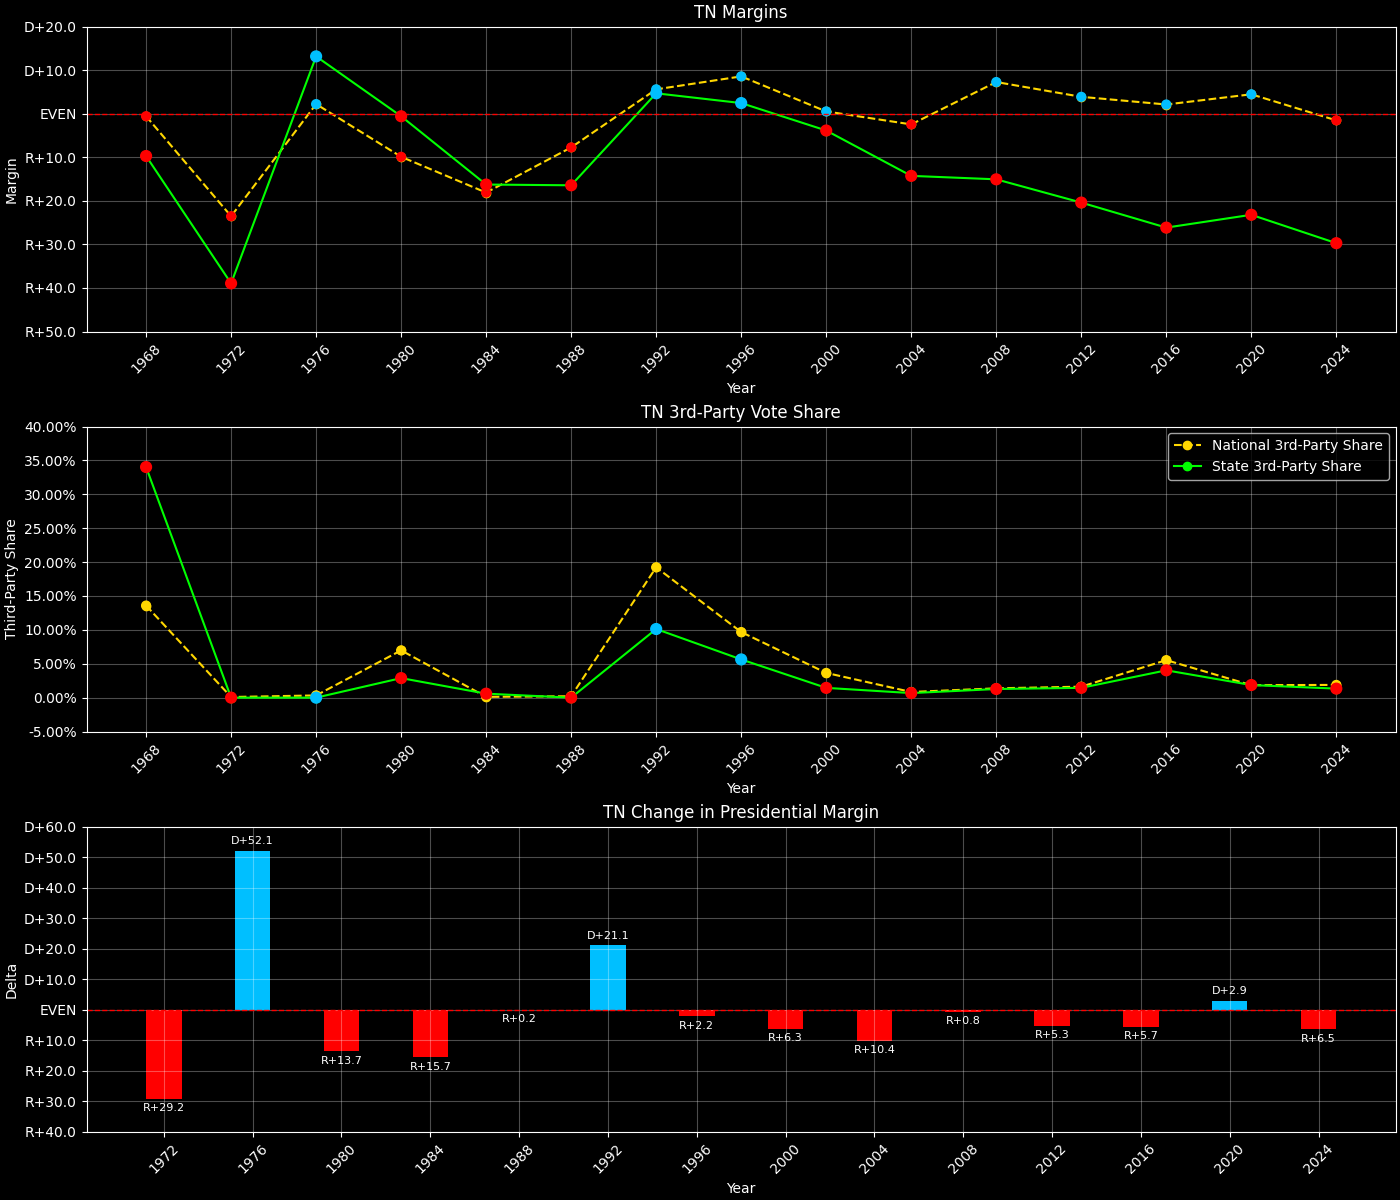 TN Margins
D+20.0
D+10.0
EVEN
R+10.0
R+20.0
R+30.0
R+40.0
R+50.0
Margin
1968
1972
1976
1980
1984
1988
1992
1996
2000
2004
2008
2012
2016
2020
2024
Year
TN 3rd-Party Vote Share
40.00%
35.00%
30.00%
25.00%
20.00%
15.00%
10.00%
5.00%
0.00%
-5.00%
Third-Party Share
National 3rd-Party Share
State 3rd-Party Share
1968
1972
1976
1980
1984
1988
1992
1996
2000
2004
2008
2012
2016
2020
2024
Year
TN Change in Presidential Margin
D+60.0
D+50.0
D+40.0
D+30.0
D+20.0
D+10.0
EVEN
R+10.0
R+20.0
R+30.0
R+40.0
Delta
R+29.2
D+52.1
R+13.7
R+15.7
R+0.2
D+21.1
R+2.2
R+6.3
R+10.4
R+0.8
R+5.3
R+5.7
D+2.9
R+6.5
1972
1976
1980
1984
1988
1992
1996
2000
2004
2008
2012
2016
2020
2024
Year